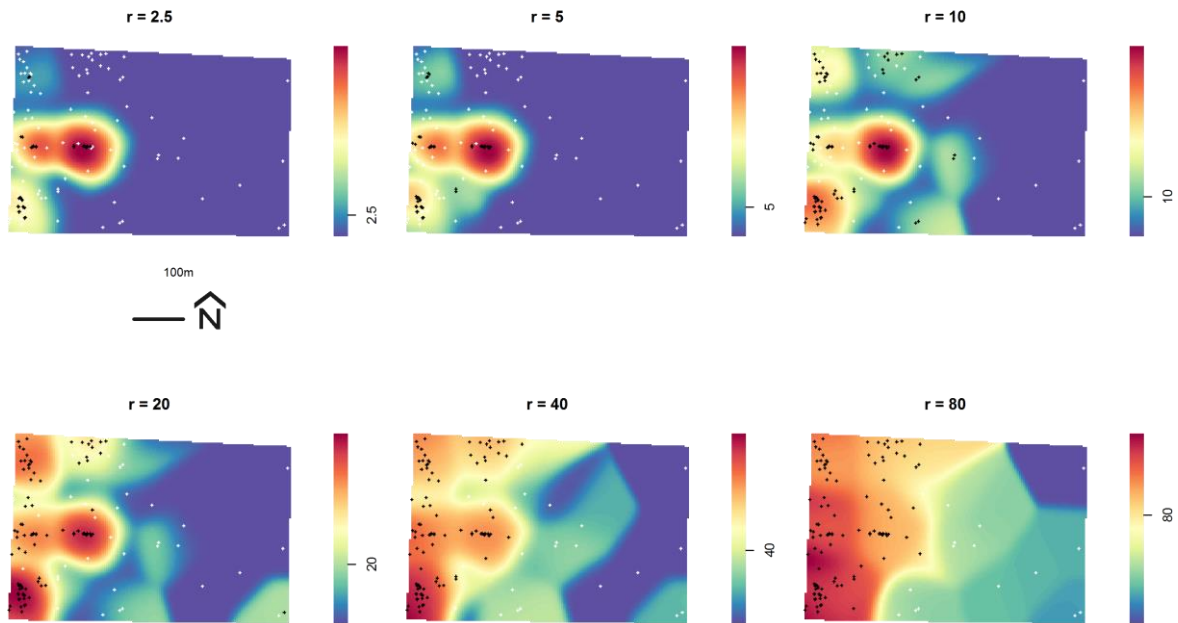 r = 2.5
r = 5
r = 10
2.5
5
10
100m
N
r = 20
r = 40
r = 80
20
40
80